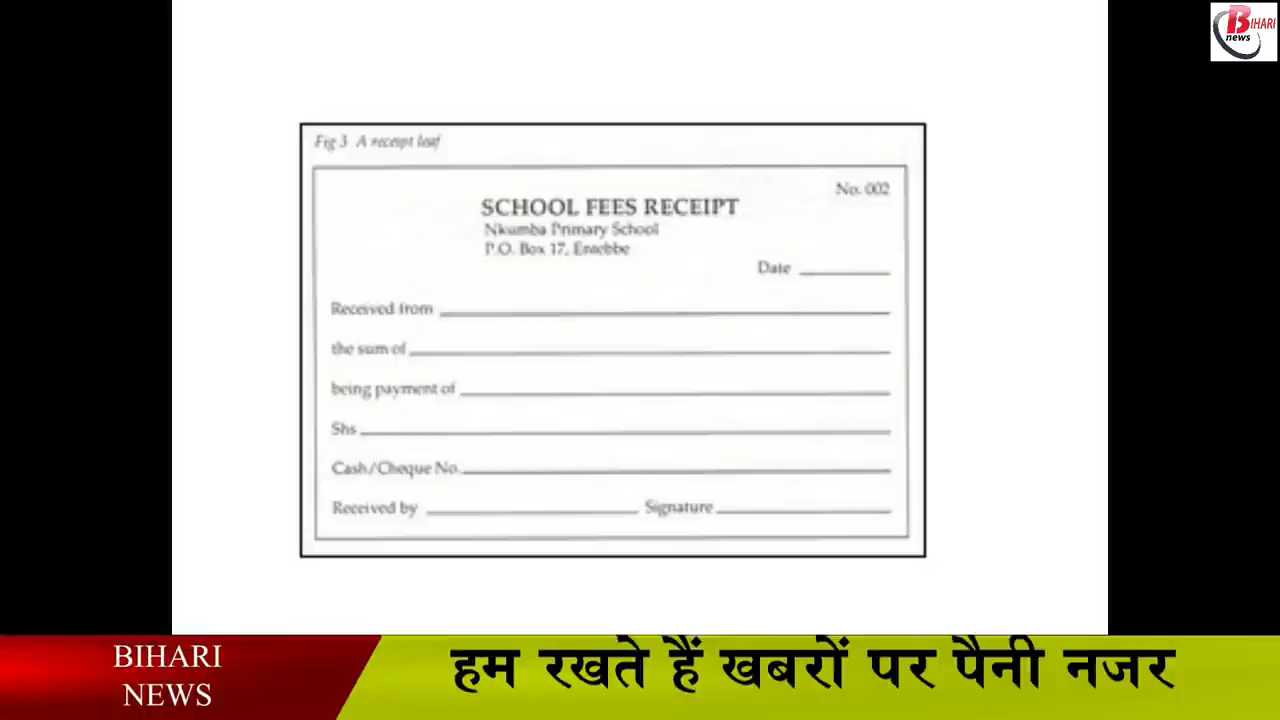 BIHARI
news
Fig 3 A receipt leaf
No. 002
SCHOOL FEES RECEIPT
Nkumba Primary School
P.O. Box 17, Entebbe
Date
Received from
the sum of
being payment of
Shs
Cash/Cheque No.
Received by Signature
BIHARI
NEWS
हम रखते हैं खबरों पर पैनी नजर